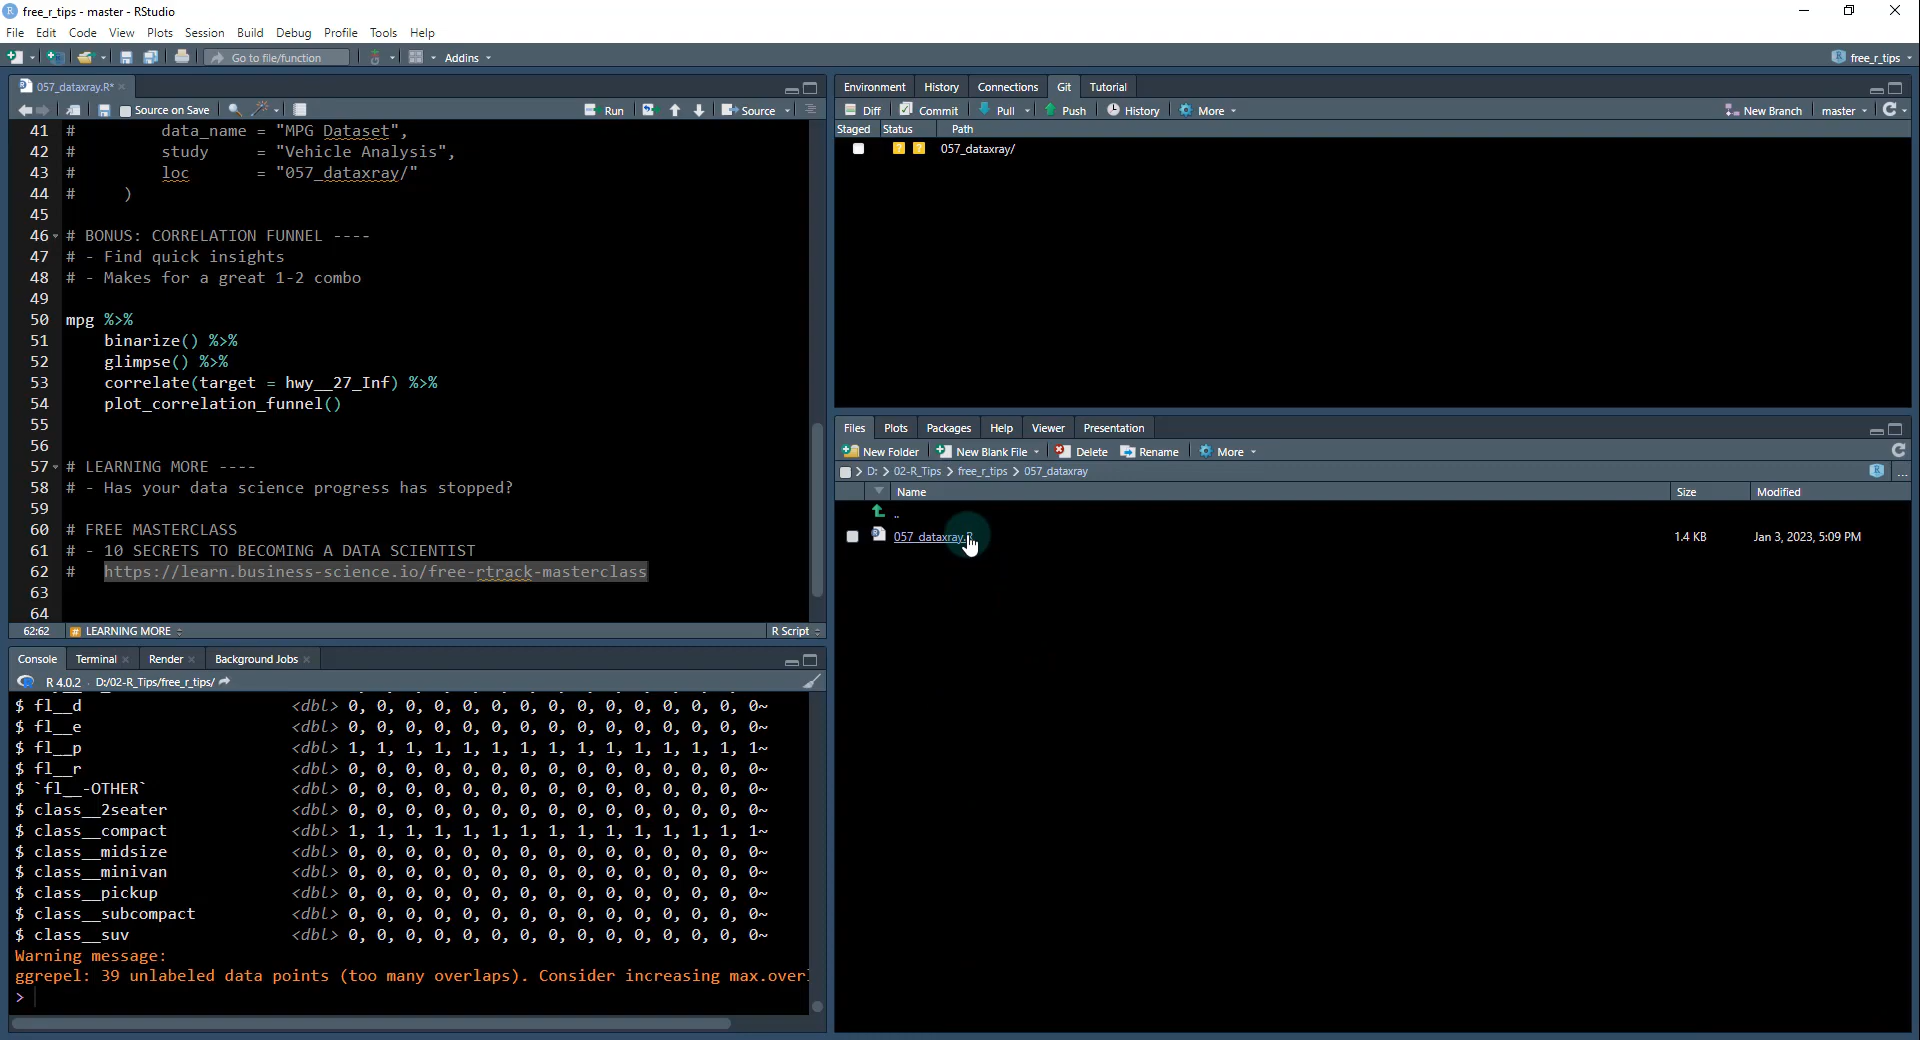 free_r_tips - master - RStudio
File Edit Code View Plots Session Build Debug Profile Tools Help
Go to file/function Addins free_r_tips
057_dataxray.R*
Source on Save Run Source
41 # data_name = "MPG Dataset",
42 # study = "Vehicle Analysis",
43 # loc = "057_dataxray/"
44 # )
45
46 # BONUS: CORRELATION FUNNEL ----
47 # - Find quick insights
48 # - Makes for a great 1-2 combo
49
50 mpg %>%
51 binarize() %>%
52 glimpse() %>%
53 correlate(target = hwy__27_Inf) %>%
54 plot_correlation_funnel()
55
56
57 # LEARNING MORE ----
58 # - Has your data science progress has stopped?
59
60 # FREE MASTERCLASS
61 # - 10 SECRETS TO BECOMING A DATA SCIENTIST
62 # https://learn.business-science.io/free-rtrack-masterclass
63
64
62:62 # LEARNING MORE R Script
Console Terminal Render Background Jobs
R 4.0.2 · D:/02-R_Tips/free_r_tips/
$ fl__d <dbl> 0, 0, 0, 0, 0, 0, 0, 0, 0, 0, 0, 0, 0, 0, 0~
$ fl__e <dbl> 0, 0, 0, 0, 0, 0, 0, 0, 0, 0, 0, 0, 0, 0, 0~
$ fl__p <dbl> 1, 1, 1, 1, 1, 1, 1, 1, 1, 1, 1, 1, 1, 1, 1~
$ fl__r <dbl> 0, 0, 0, 0, 0, 0, 0, 0, 0, 0, 0, 0, 0, 0, 0~
$ `fl__-OTHER` <dbl> 0, 0, 0, 0, 0, 0, 0, 0, 0, 0, 0, 0, 0, 0, 0~
$ class__2seater <dbl> 0, 0, 0, 0, 0, 0, 0, 0, 0, 0, 0, 0, 0, 0, 0~
$ class__compact <dbl> 1, 1, 1, 1, 1, 1, 1, 1, 1, 1, 1, 1, 1, 1, 1~
$ class__midsize <dbl> 0, 0, 0, 0, 0, 0, 0, 0, 0, 0, 0, 0, 0, 0, 0~
$ class__minivan <dbl> 0, 0, 0, 0, 0, 0, 0, 0, 0, 0, 0, 0, 0, 0, 0~
$ class__pickup <dbl> 0, 0, 0, 0, 0, 0, 0, 0, 0, 0, 0, 0, 0, 0, 0~
$ class__subcompact <dbl> 0, 0, 0, 0, 0, 0, 0, 0, 0, 0, 0, 0, 0, 0, 0~
$ class__suv <dbl> 0, 0, 0, 0, 0, 0, 0, 0, 0, 0, 0, 0, 0, 0, 0~
Warning message:
ggrepel: 39 unlabeled data points (too many overlaps). Consider increasing max.over
>
Environment History Connections Git Tutorial
Diff Commit Pull Push History More New Branch master
Staged Status Path
? ? 057_dataxray/
Files Plots Packages Help Viewer Presentation
New Folder New Blank File Delete Rename More
D: > 02-R_Tips > free_r_tips > 057_dataxray ...
Name Size Modified
..
057_dataxray.R 1.4 KB Jan 3, 2023, 5:09 PM